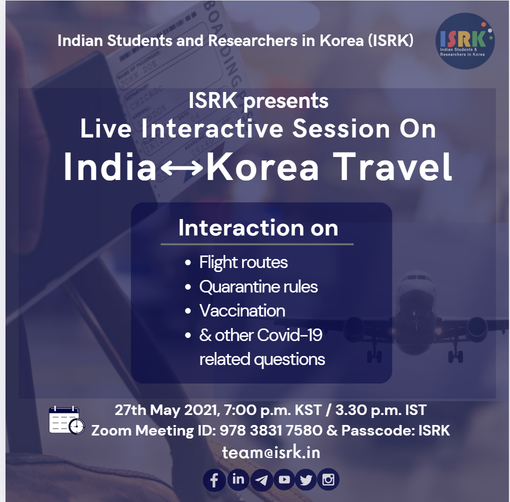 Indian Students and Researchers in Korea (ISRK)
ISRK
Indian Students &
Researchers in Korea
ISRK presents
Live Interactive Session On
India↔Korea Travel
Interaction on
• Flight routes
• Quarantine rules
• Vaccination
• & other Covid-19
related questions
27th May 2021, 7:00 p.m. KST / 3.30 p.m. IST
Zoom Meeting ID: 978 3831 7580 & Passcode: ISRK
team@isrk.in